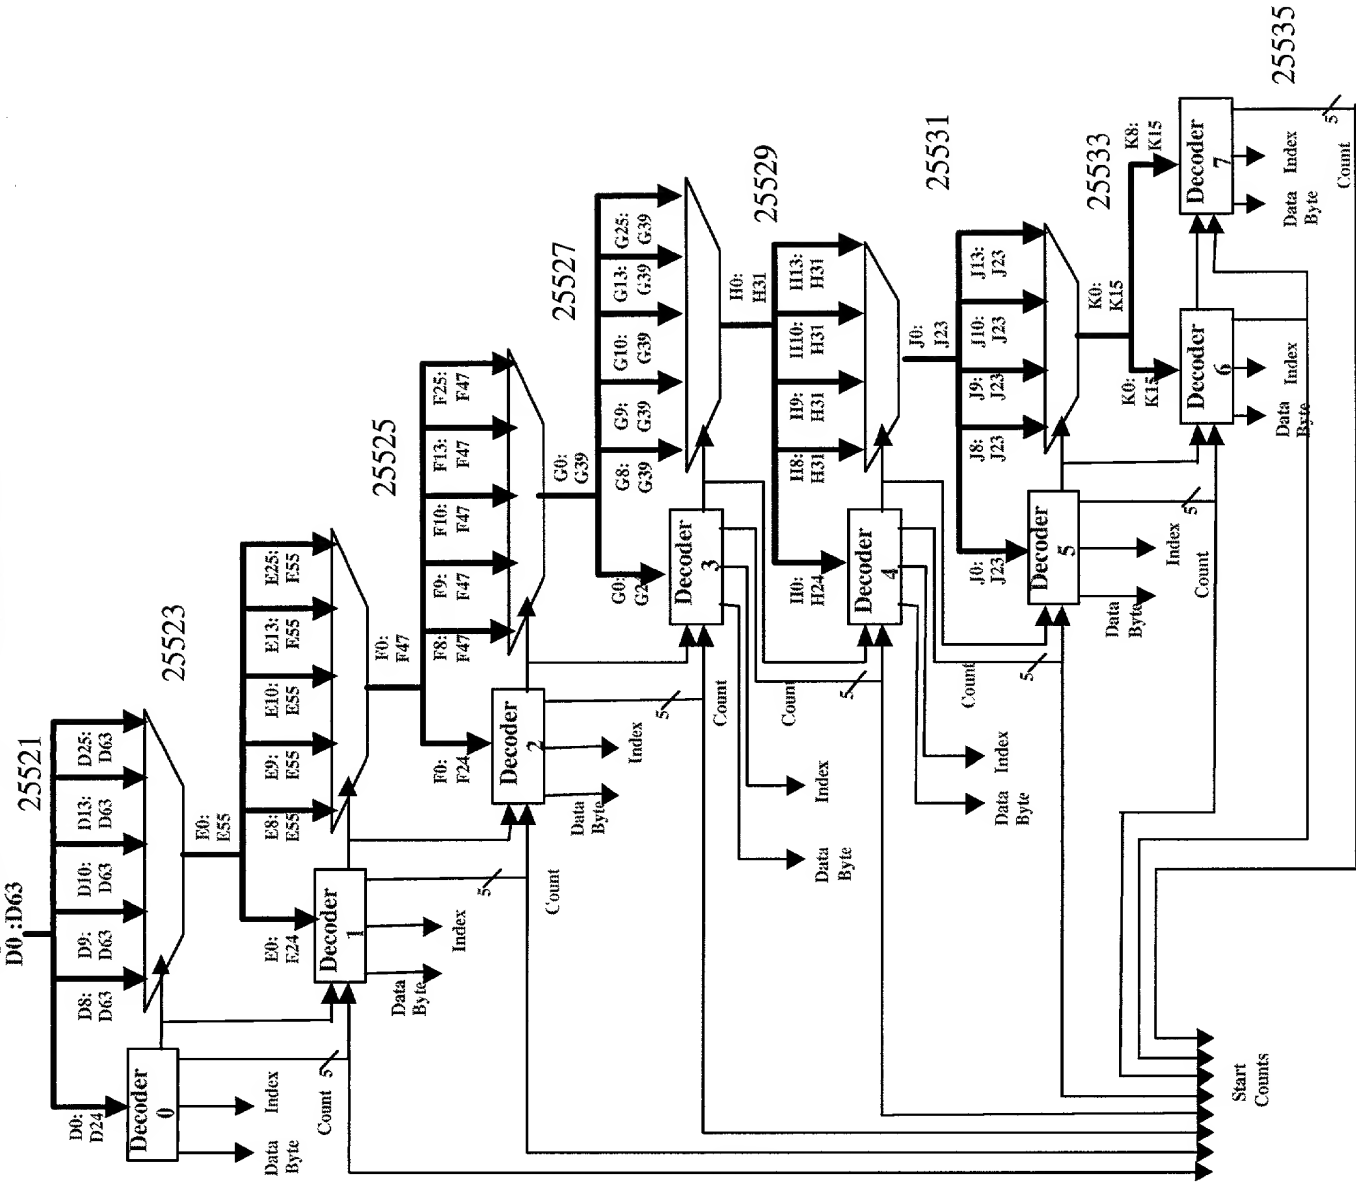 D0 :D63
25521
D0:
D24
D8:
D63
D9:
D63
D10:
D63
D13:
D63
D25:
D63
Decoder
0
Data
Byte
Index
Count
5
E0:
E55
25523
E0:
E24
E8:
E55
E9:
E55
E10:
E55
E13:
E55
E25:
E55
Decoder
1
Data
Byte
Index
Count
5
F0:
F47
25525
F0:
F24
F8:
F47
F9:
F47
F10:
F47
F13:
F47
F25:
F47
Decoder
2
Data
Byte
Index
Count
5
G0:
G39
25527
G0:
G8:
G39
G9:
G39
G10:
G39
G13:
G39
G25:
G39
Decoder
3
Data
Byte
Index
Count
5
H0:
H31
25529
H0:
H24
H8:
H31
H9:
H31
H10:
H31
H13:
H31
Decoder
4
Data
Byte
Index
Count
5
J0:
J23
25531
J0:
J23
J8:
J23
J9:
J23
J10:
J23
J13:
J23
Decoder
5
Data
Byte
Index
Count
5
K0:
K15
25533
K0:
K15
K8:
K15
Decoder
6
Data
Byte
Index
Decoder
7
Data
Byte
Index
Count
5
25535
Start
Counts